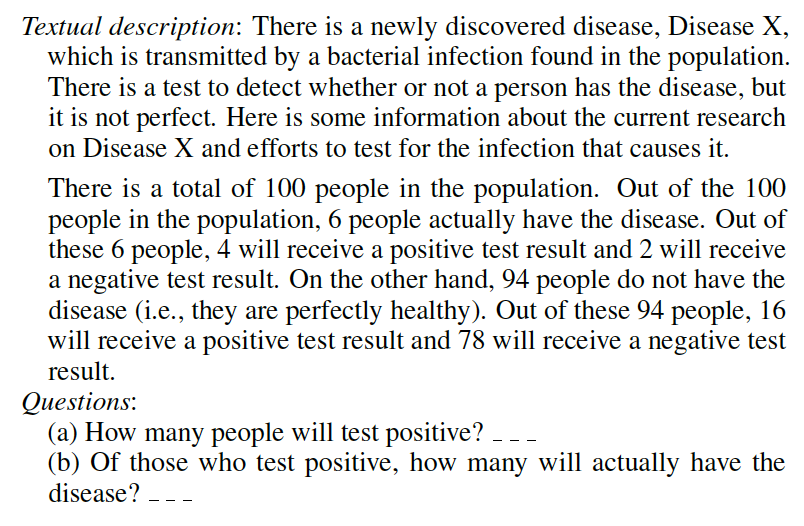 Textual description: There is a newly discovered disease, Disease X,
which is transmitted by a bacterial infection found in the population.
There is a test to detect whether or not a person has the disease, but
it is not perfect. Here is some information about the current research
on Disease X and efforts to test for the infection that causes it.
There is a total of 100 people in the population. Out of the 100
people in the population, 6 people actually have the disease. Out of
these 6 people, 4 will receive a positive test result and 2 will receive
a negative test result. On the other hand, 94 people do not have the
disease (i.e., they are perfectly healthy). Out of these 94 people, 16
will receive a positive test result and 78 will receive a negative test
result.
Questions:
(a) How many people will test positive? _ _ _
(b) Of those who test positive, how many will actually have the
disease? _ _ _